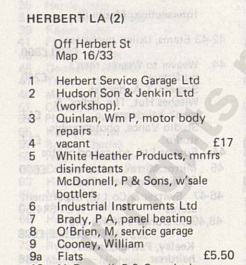 HERBERT LA (2)
Off Herbert St
Map 16/33
1 Herbert Service Garage Ltd
2 Hudson Son & Jenkin Ltd
(workshop).
3 Quinlan, Wm P, motor body
repairs
4 vacant £17
5 White Heather Products, mnfrs
disinfectants
McDonnell, P & Sons, w'sale
bottlers
6 Industrial Instruments Ltd
7 Brady, P A, panel beating
8 O'Brien, M, service garage
9 Cooney, William
9a Flats £5.50